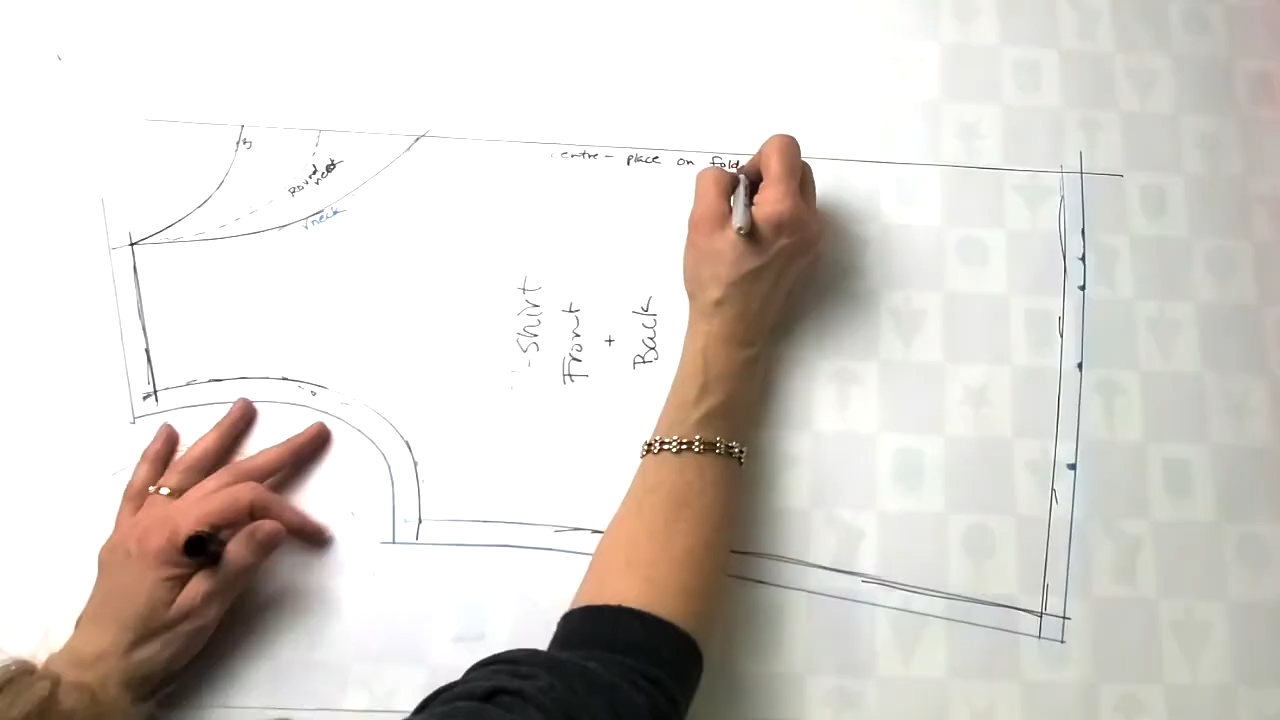 centre - place on fold
Round
neck
V neck
-Shirt
Front
+
Back